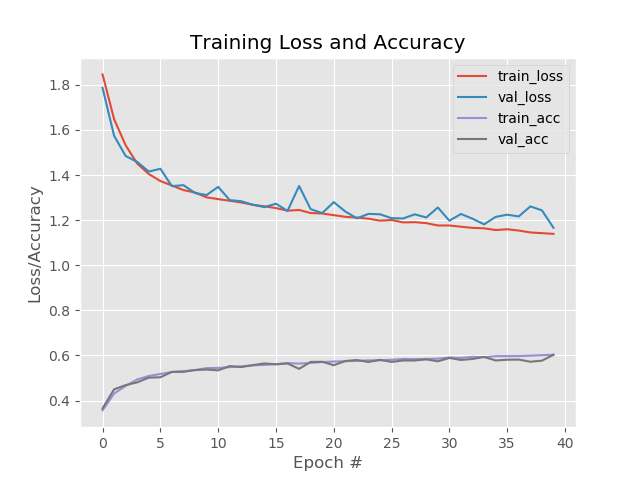 Training Loss and Accuracy
train_loss
val_loss
train_acc
val_acc
Loss/Accuracy
1.8
1.6
1.4
1.2
1.0
0.8
0.6
0.4
0 5 10 15 20 25 30 35 40
Epoch #